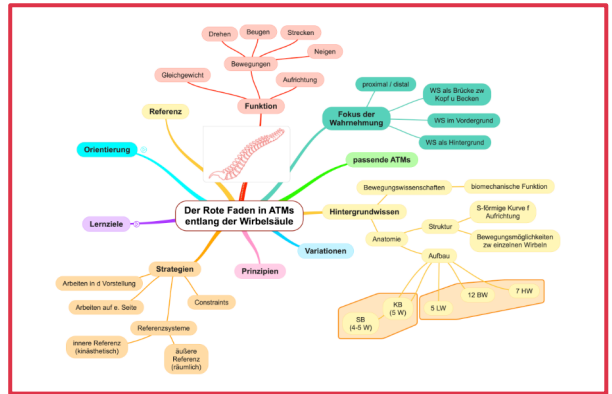 Drehen
Beugen
Strecken
Neigen
Bewegungen
Gleichgewicht
Aufrichtung
Funktion
Referenz
Orientierung
Lernziele
Der Rote Faden in ATMs
entlang der Wirbelsäule
proximal / distal
Fokus der
Wahrnehmung
WS als Brücke zw
Kopf u Becken
WS im Vordergrund
WS als Hintergrund
passende ATMs
Hintergrundwissen
Bewegungswissenschaften
biomechanische Funktion
Anatomie
Struktur
S-förmige Kurve f
Aufrichtung
Bewegungsmöglichkeiten
zw einzelnen Wirbeln
Aufbau
SB
(4-5 W)
KB
(5 W)
5 LW
12 BW
7 HW
Variationen
Prinzipien
Strategien
Arbeiten in d Vorstellung
Arbeiten auf e. Seite
Constraints
Referenzsysteme
innere Referenz
(kinästhetisch)
äußere
Referenz
(räumlich)